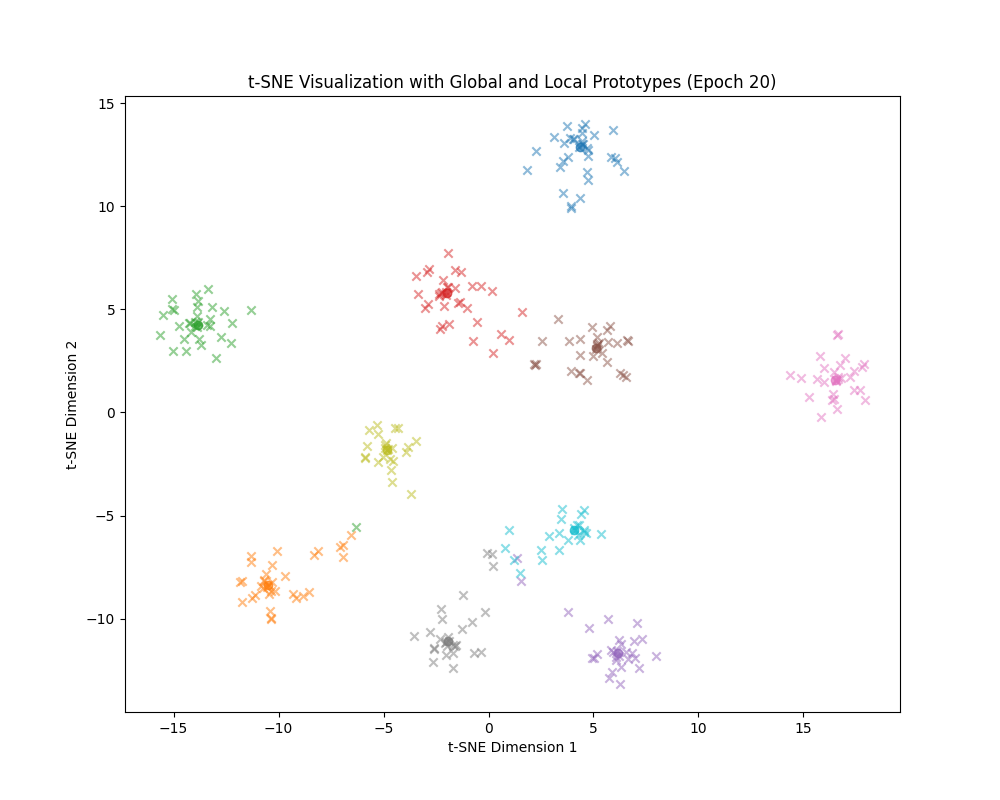 t-SNE Visualization with Global and Local Prototypes (Epoch 20)
15
10
5
0
−5
−10
t-SNE Dimension 2
−15 −10 −5 0 5 10 15
t-SNE Dimension 1